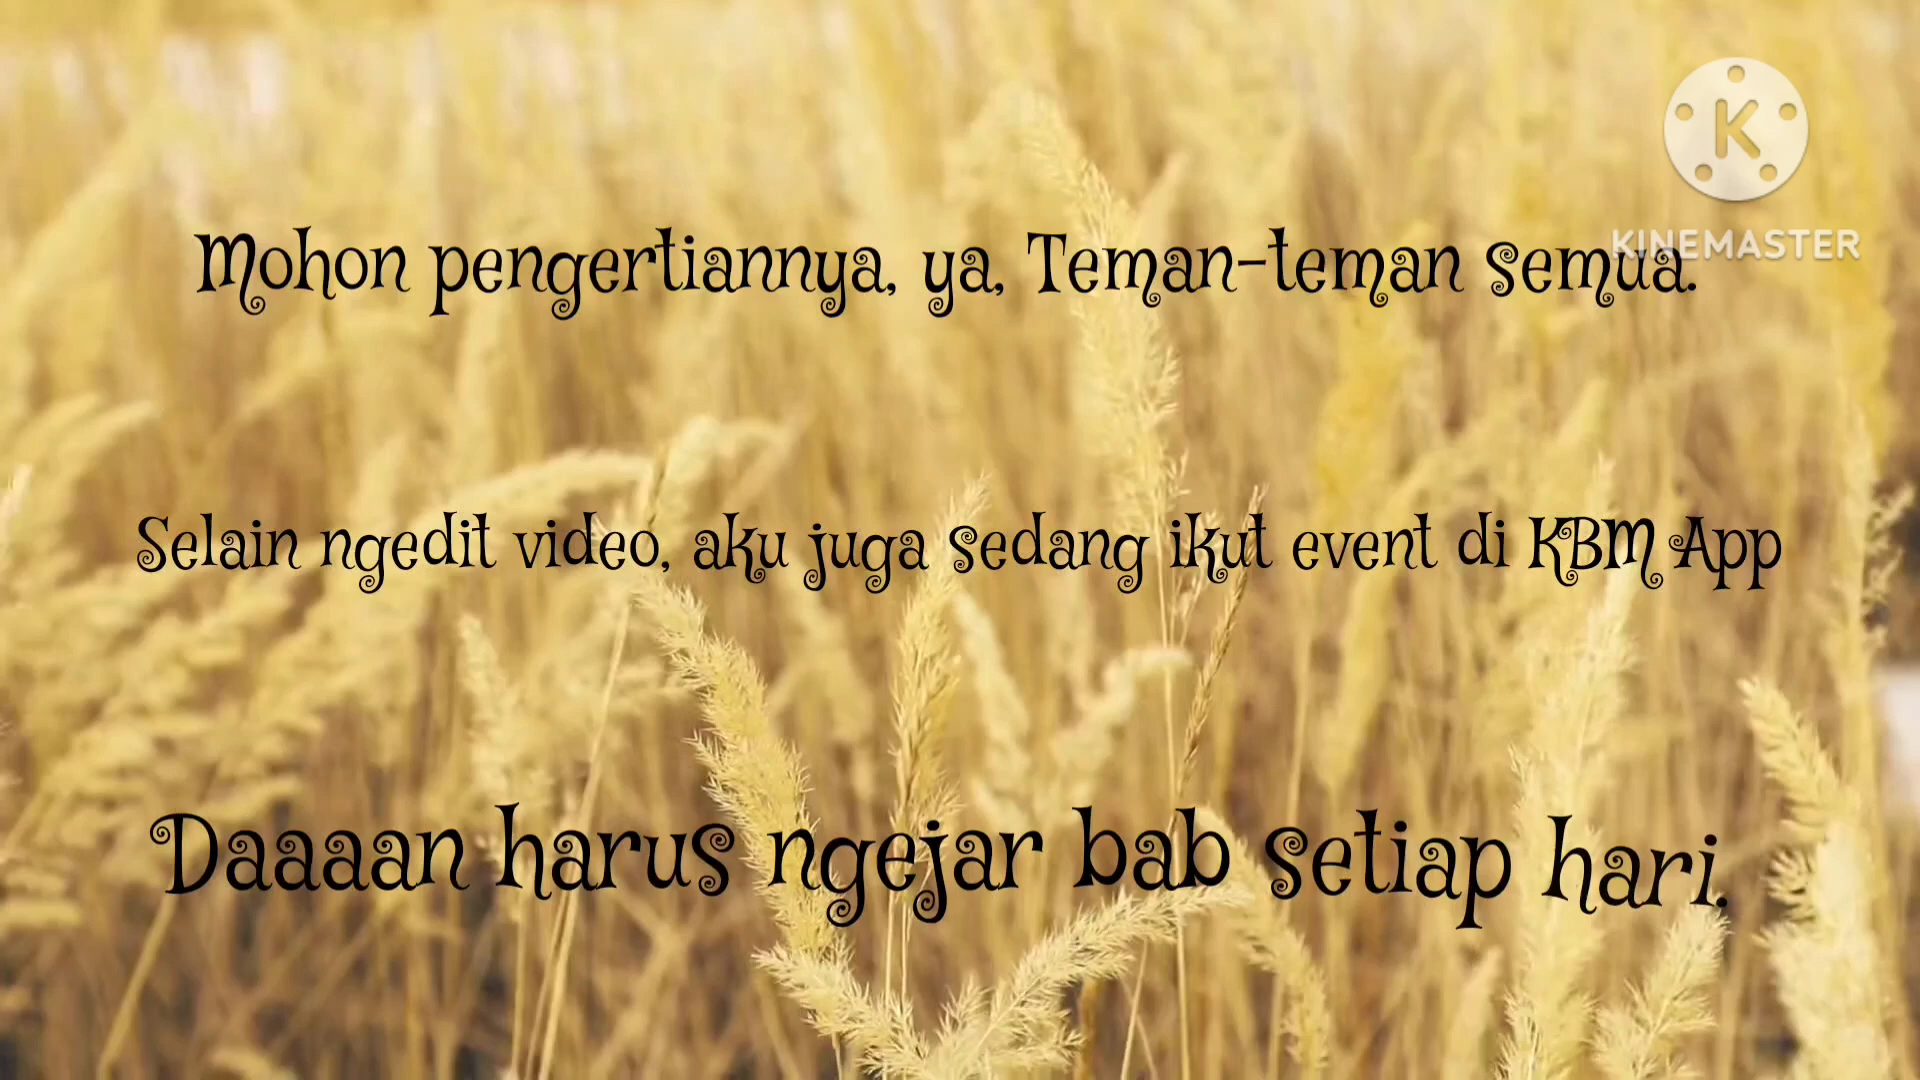 K
KINEMASTER
Mohon pengertiannya, ya, Teman-teman semua.
Selain ngedit video, aku juga sedang ikut event di KBM App
Daaaan harus ngejar bab setiap hari.